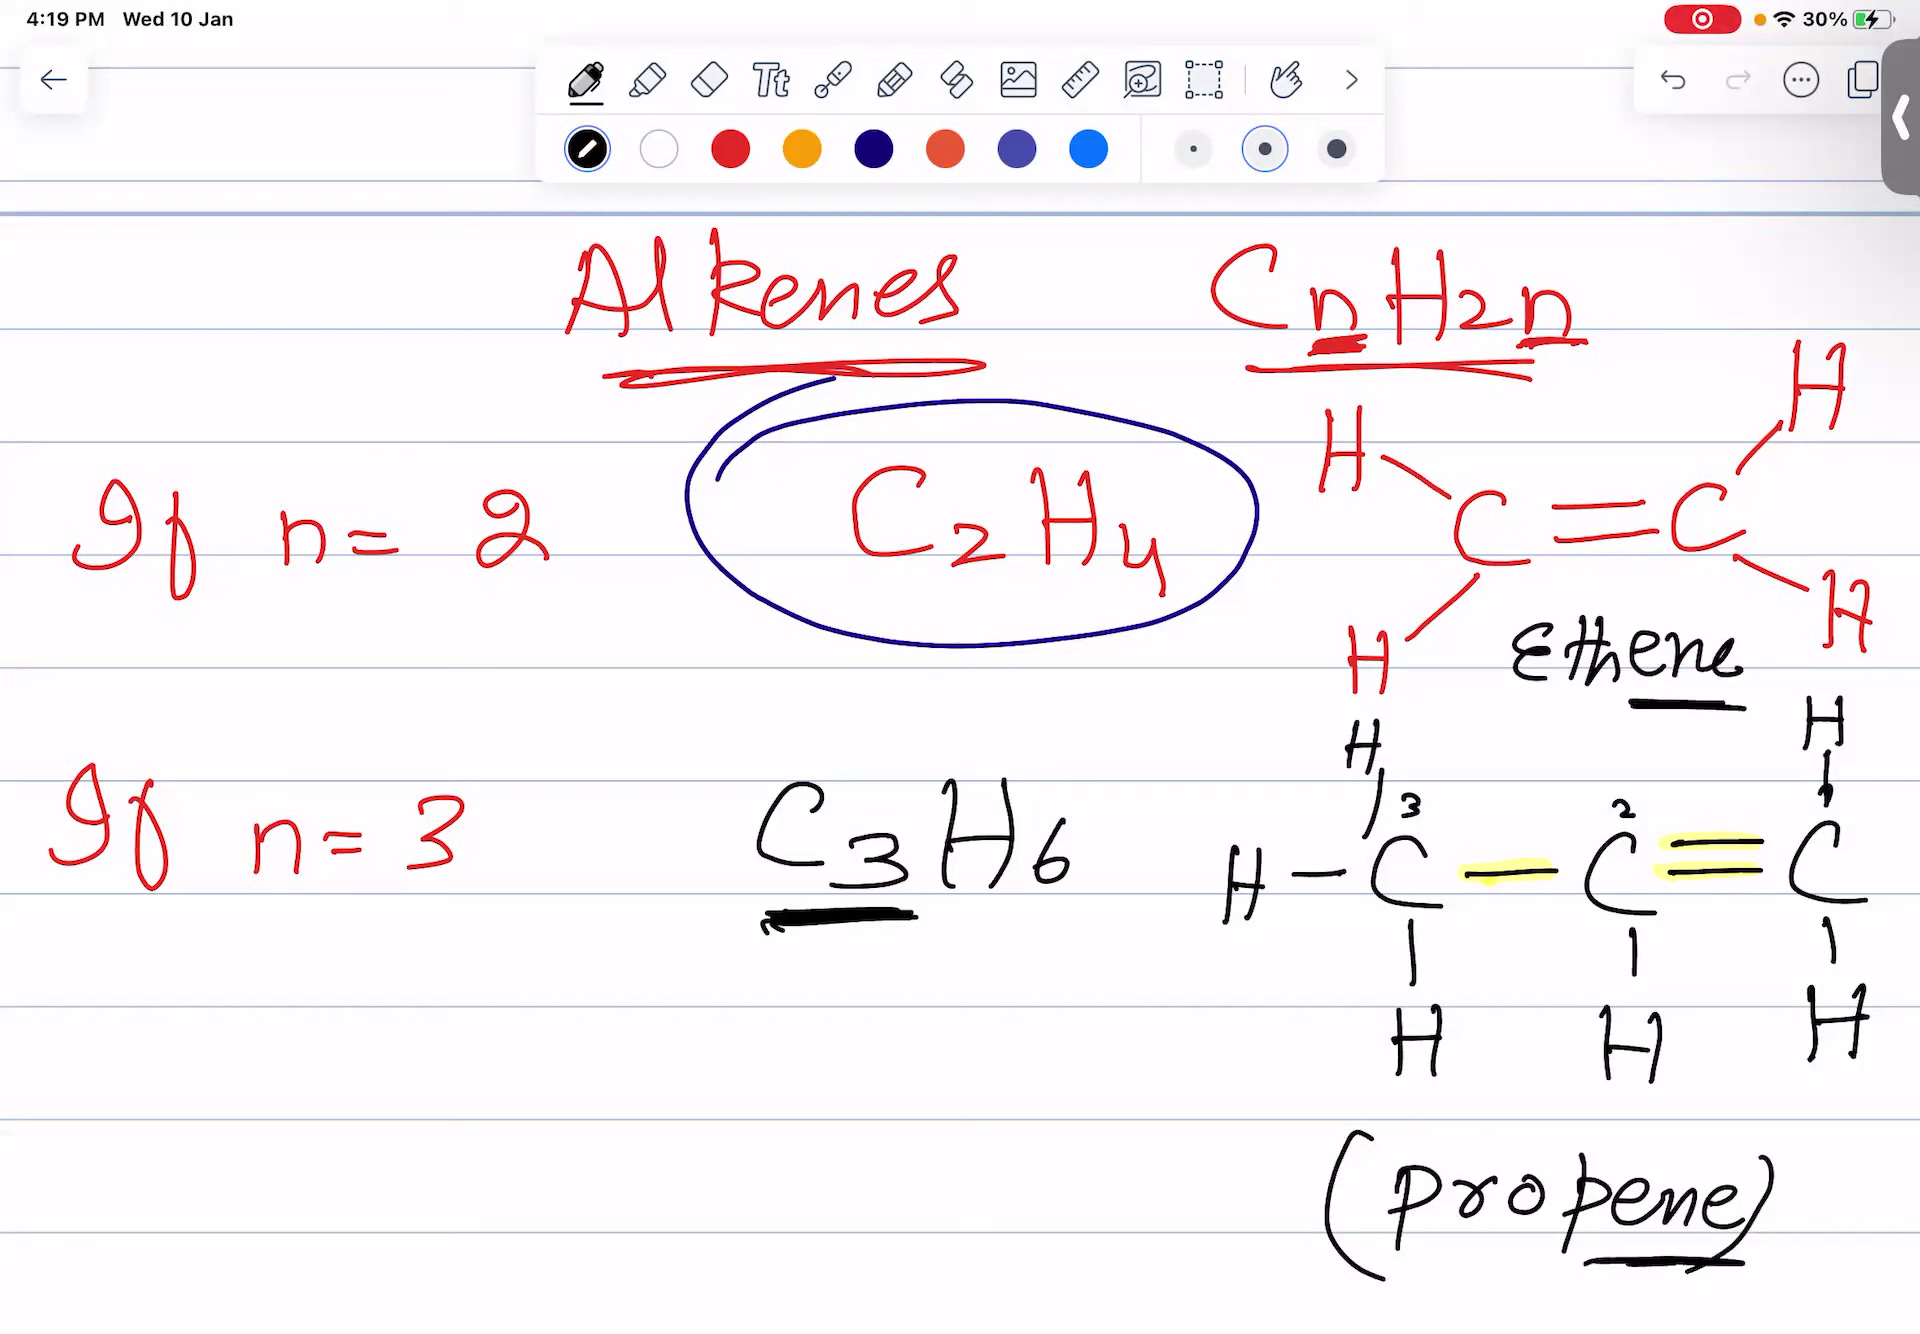 4:19 PM Wed 10 Jan
30%
Tt
Alkenes CnH2n
If n= 2 C2H4
H H
C=C
H H
Ethene
If n= 3 C3H6
H H
3 2 1
H-C-C=C
H H H
(propene)